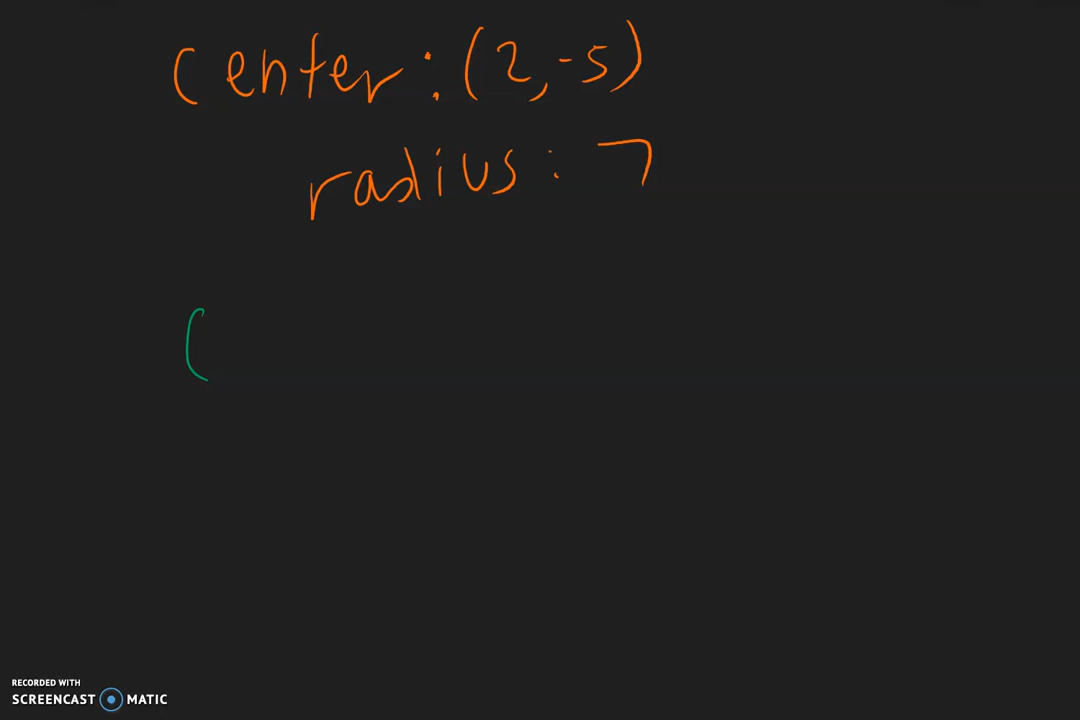 center: (2,-5)
radius: 7
(
RECORDED WITH
SCREENCAST MATIC